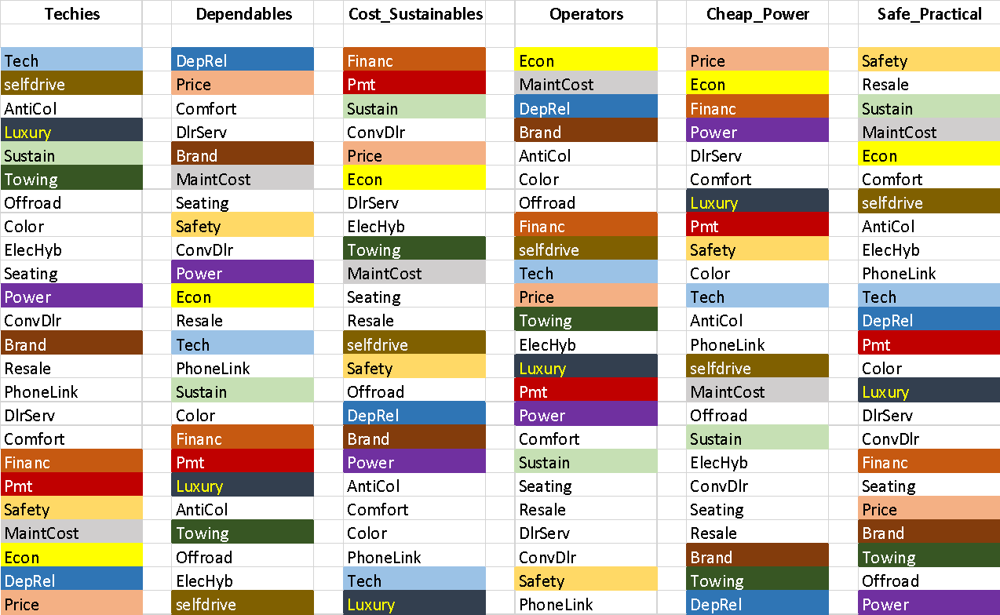 Techies Dependables Cost_Sustainables Operators Cheap_Power Safe_Practical
Tech DepRel Financ Econ Price Safety
selfdrive Price Pmt MaintCost Econ Resale
AntiCol Comfort Sustain DepRel Financ Sustain
Luxury DlrServ ConvDlr Brand Power MaintCost
Sustain Brand Price AntiCol DlrServ Econ
Towing MaintCost Econ Color Comfort Comfort
Offroad Seating DlrServ Offroad Luxury selfdrive
Color Safety ElecHyb Financ Pmt AntiCol
ElecHyb ConvDlr Towing selfdrive Safety ElecHyb
Seating Power MaintCost Tech Color PhoneLink
Power Econ Seating Price Tech Tech
ConvDlr Resale Resale Towing AntiCol DepRel
Brand Tech selfdrive ElecHyb PhoneLink Pmt
Resale PhoneLink Safety Luxury selfdrive Color
PhoneLink Sustain Offroad Pmt MaintCost Luxury
DlrServ Color DepRel Power Offroad DlrServ
Comfort Financ Brand Comfort Sustain ConvDlr
Financ Pmt Power Sustain ElecHyb Financ
Pmt Luxury AntiCol Seating ConvDlr Seating
Safety AntiCol Comfort Resale Seating Price
MaintCost Towing Color DlrServ Resale Brand
Econ Offroad PhoneLink ConvDlr Brand Towing
DepRel ElecHyb Tech Safety Towing Offroad
Price selfdrive Luxury PhoneLink DepRel Power